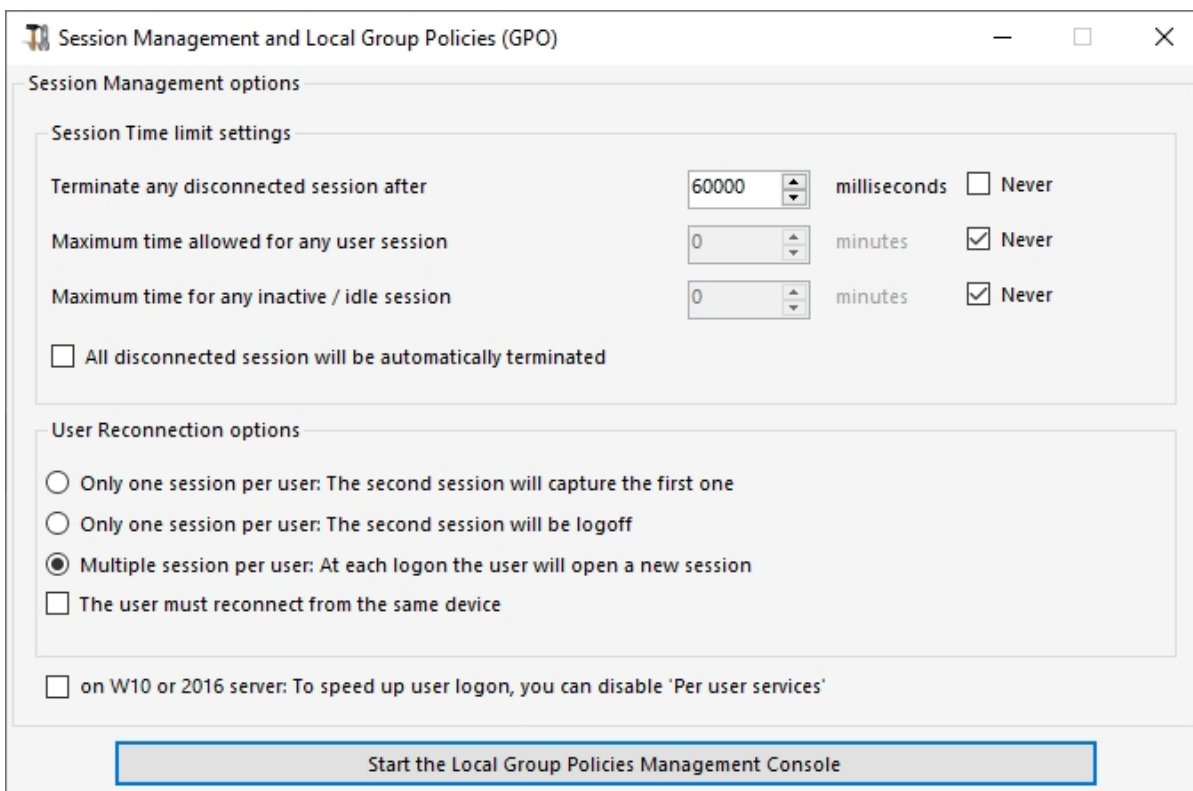 Session Management and Local Group Policies (GPO)
Session Management options
Session Time limit settings
Terminate any disconnected session after 60000 milliseconds Never
Maximum time allowed for any user session 0 minutes Never
Maximum time for any inactive / idle session 0 minutes Never
All disconnected session will be automatically terminated
User Reconnection options
Only one session per user: The second session will capture the first one
Only one session per user: The second session will be logoff
Multiple session per user: At each logon the user will open a new session
The user must reconnect from the same device
on W10 or 2016 server: To speed up user logon, you can disable 'Per user services'
Start the Local Group Policies Management Console